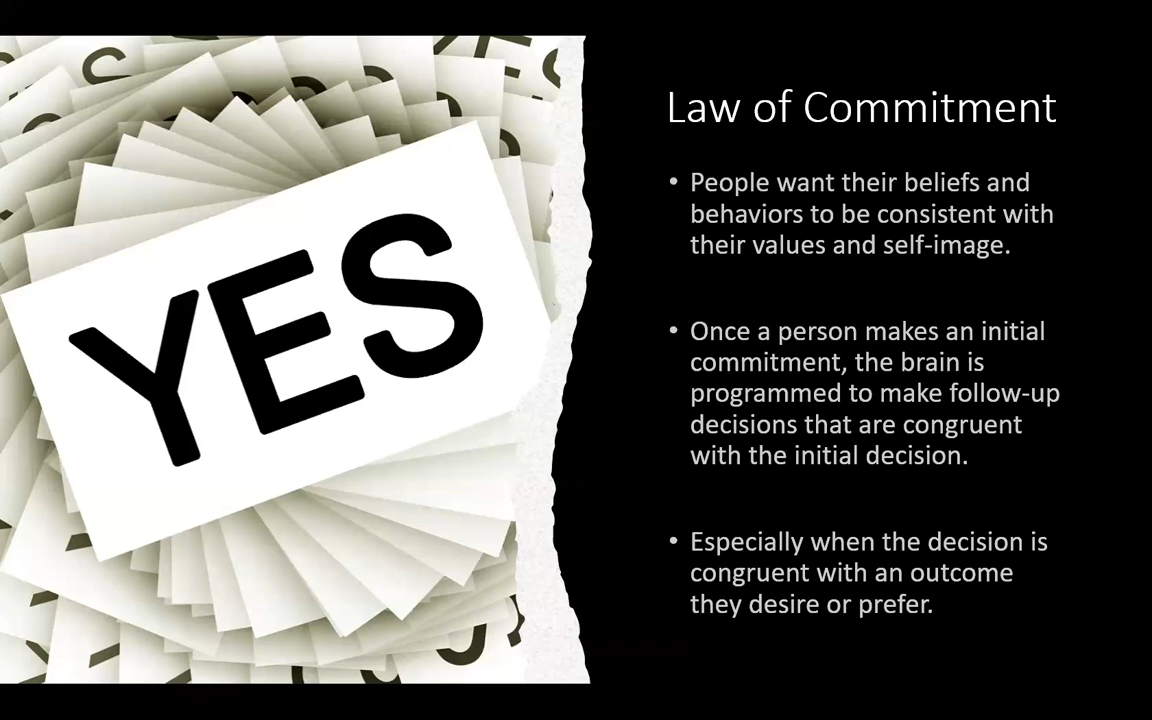 YES
Law of Commitment
• People want their beliefs and
behaviors to be consistent with
their values and self-image.
• Once a person makes an initial
commitment, the brain is
programmed to make follow-up
decisions that are congruent
with the initial decision.
• Especially when the decision is
congruent with an outcome
they desire or prefer.